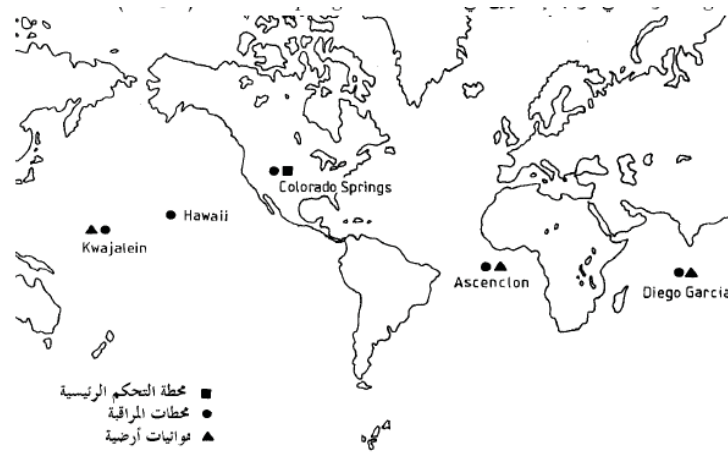 Colorado Springs
Hawaii
Kwajalein
Ascencion
Diego Garcia
محطة التحكم الرئيسية
محطات المراقبة
هوائيات أرضية